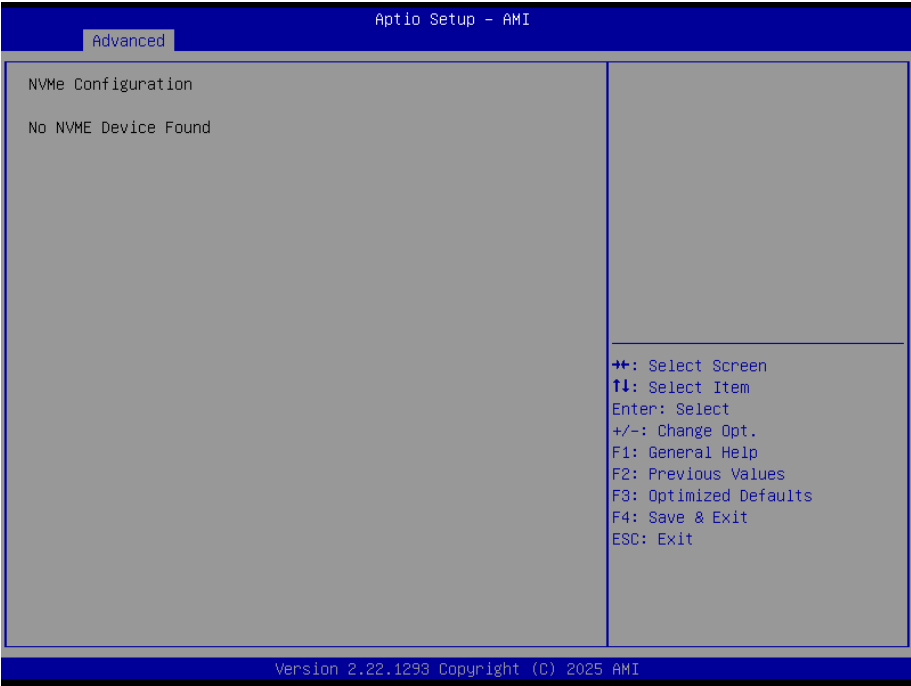 Aptio Setup – AMI
Advanced
NVMe Configuration
No NVME Device Found
→←: Select Screen
↑↓: Select Item
Enter: Select
+/-: Change Opt.
F1: General Help
F2: Previous Values
F3: Optimized Defaults
F4: Save & Exit
ESC: Exit
Version 2.22.1293 Copyright (C) 2025 AMI